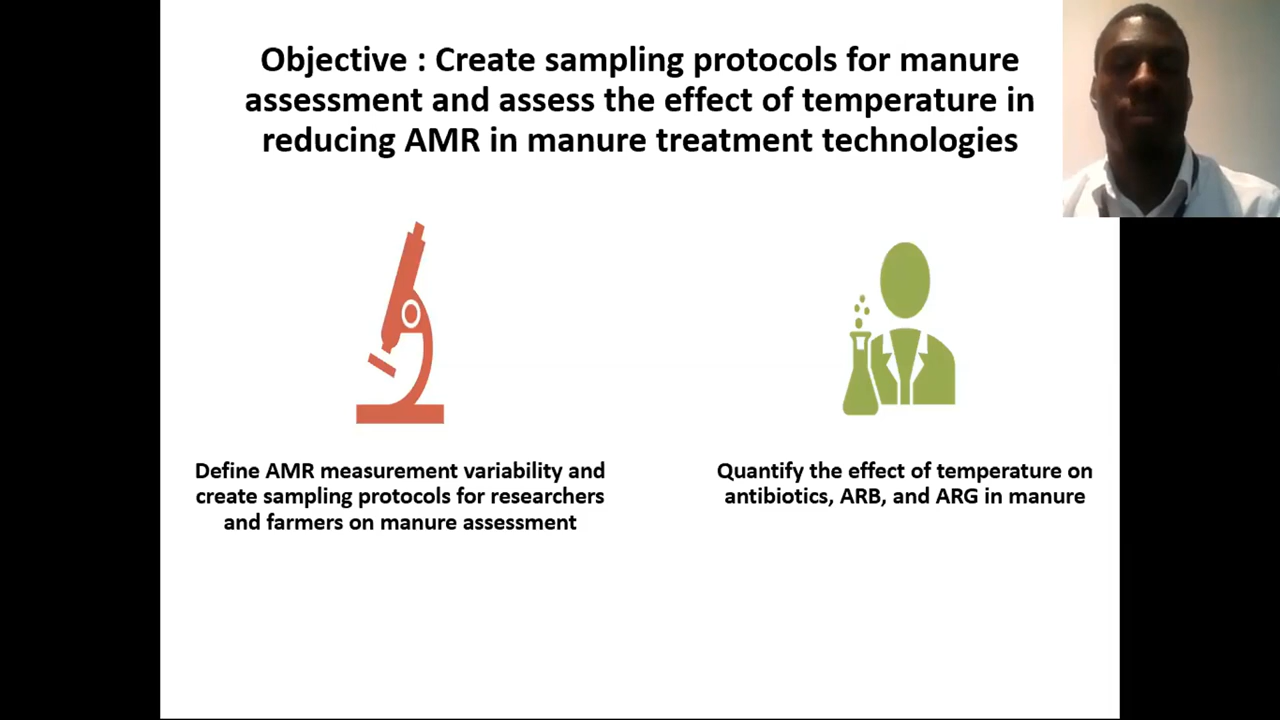 Objective : Create sampling protocols for manure
assessment and assess the effect of temperature in
reducing AMR in manure treatment technologies
Define AMR measurement variability and
create sampling protocols for researchers
and farmers on manure assessment
Quantify the effect of temperature on
antibiotics, ARB, and ARG in manure